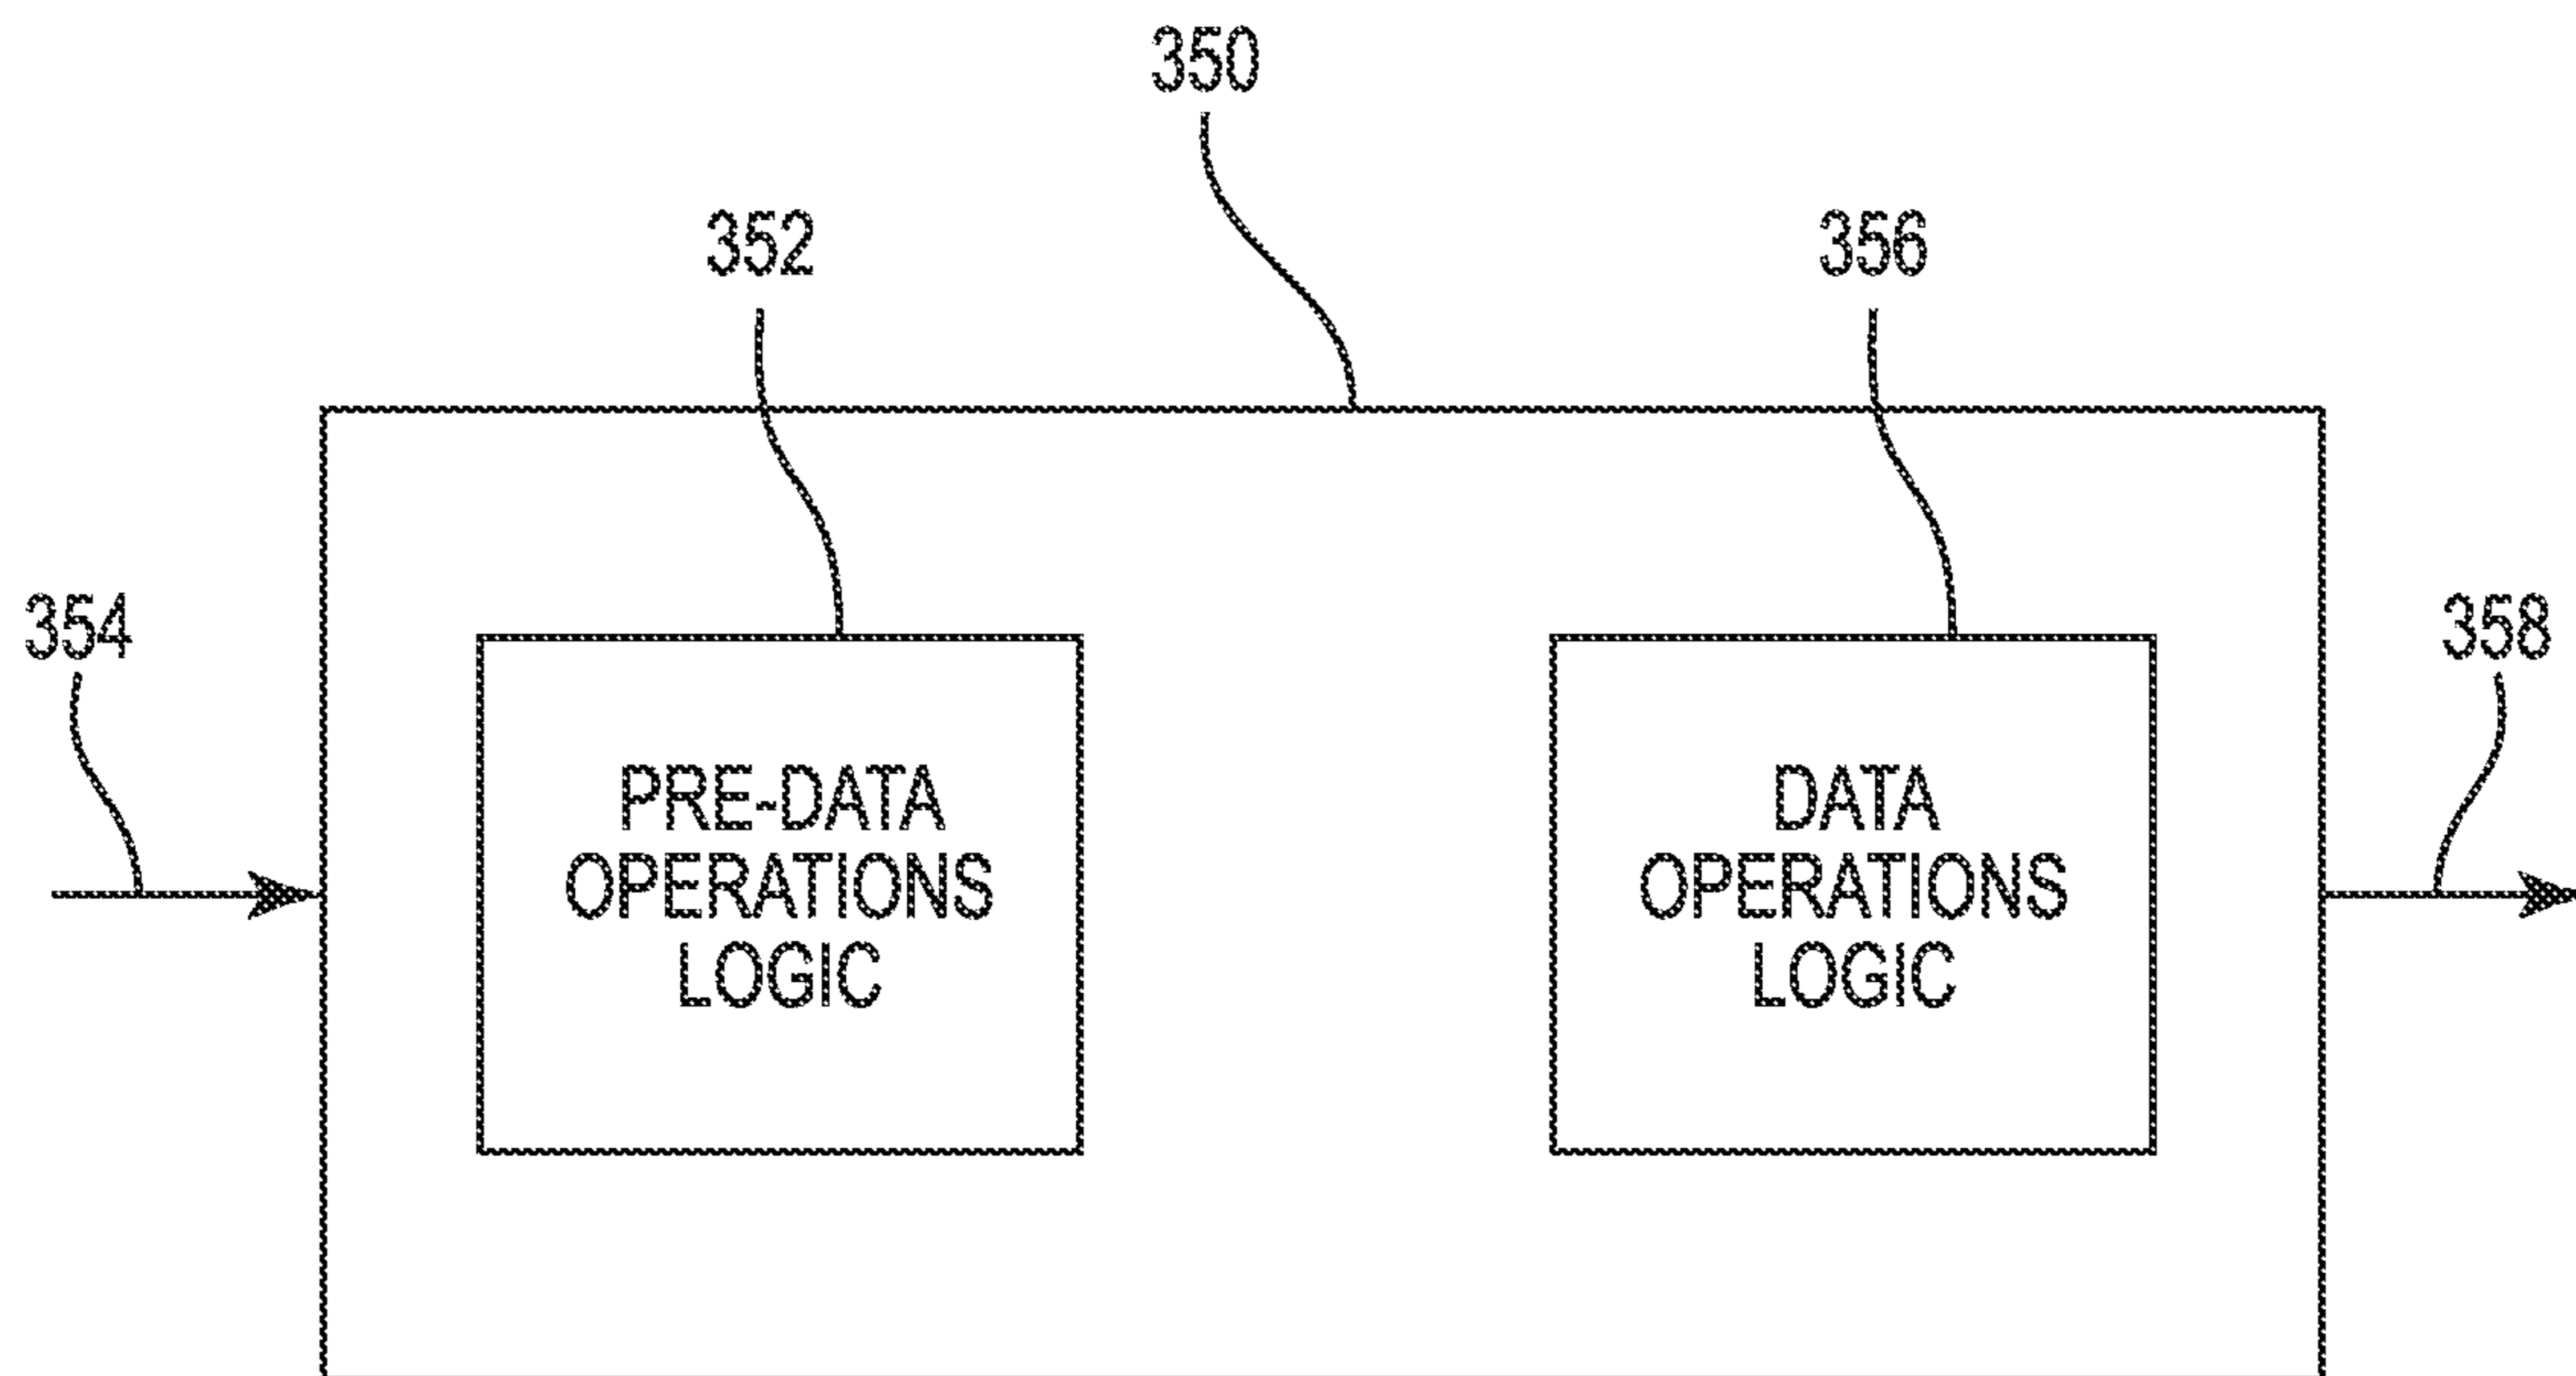 350
352
356
354
358
PRE-DATA
OPERATIONS
LOGIC
DATA
OPERATIONS
LOGIC